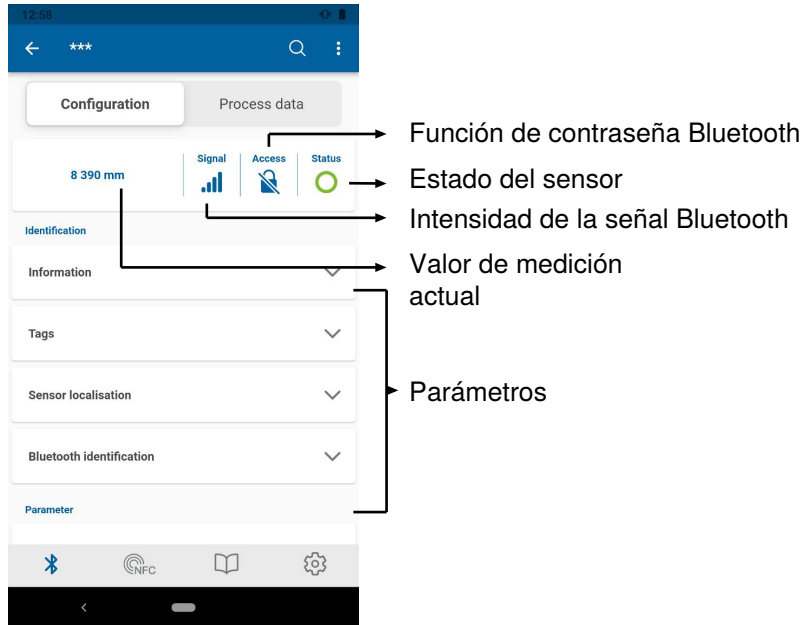 12:58
***
Configuration
Process data
8 390 mm
Signal
Access
Status
Identification
Information
Tags
Sensor localisation
Bluetooth identification
Parameter
NFC
Función de contraseña Bluetooth
Estado del sensor
Intensidad de la señal Bluetooth
Valor de medición
actual
Parámetros